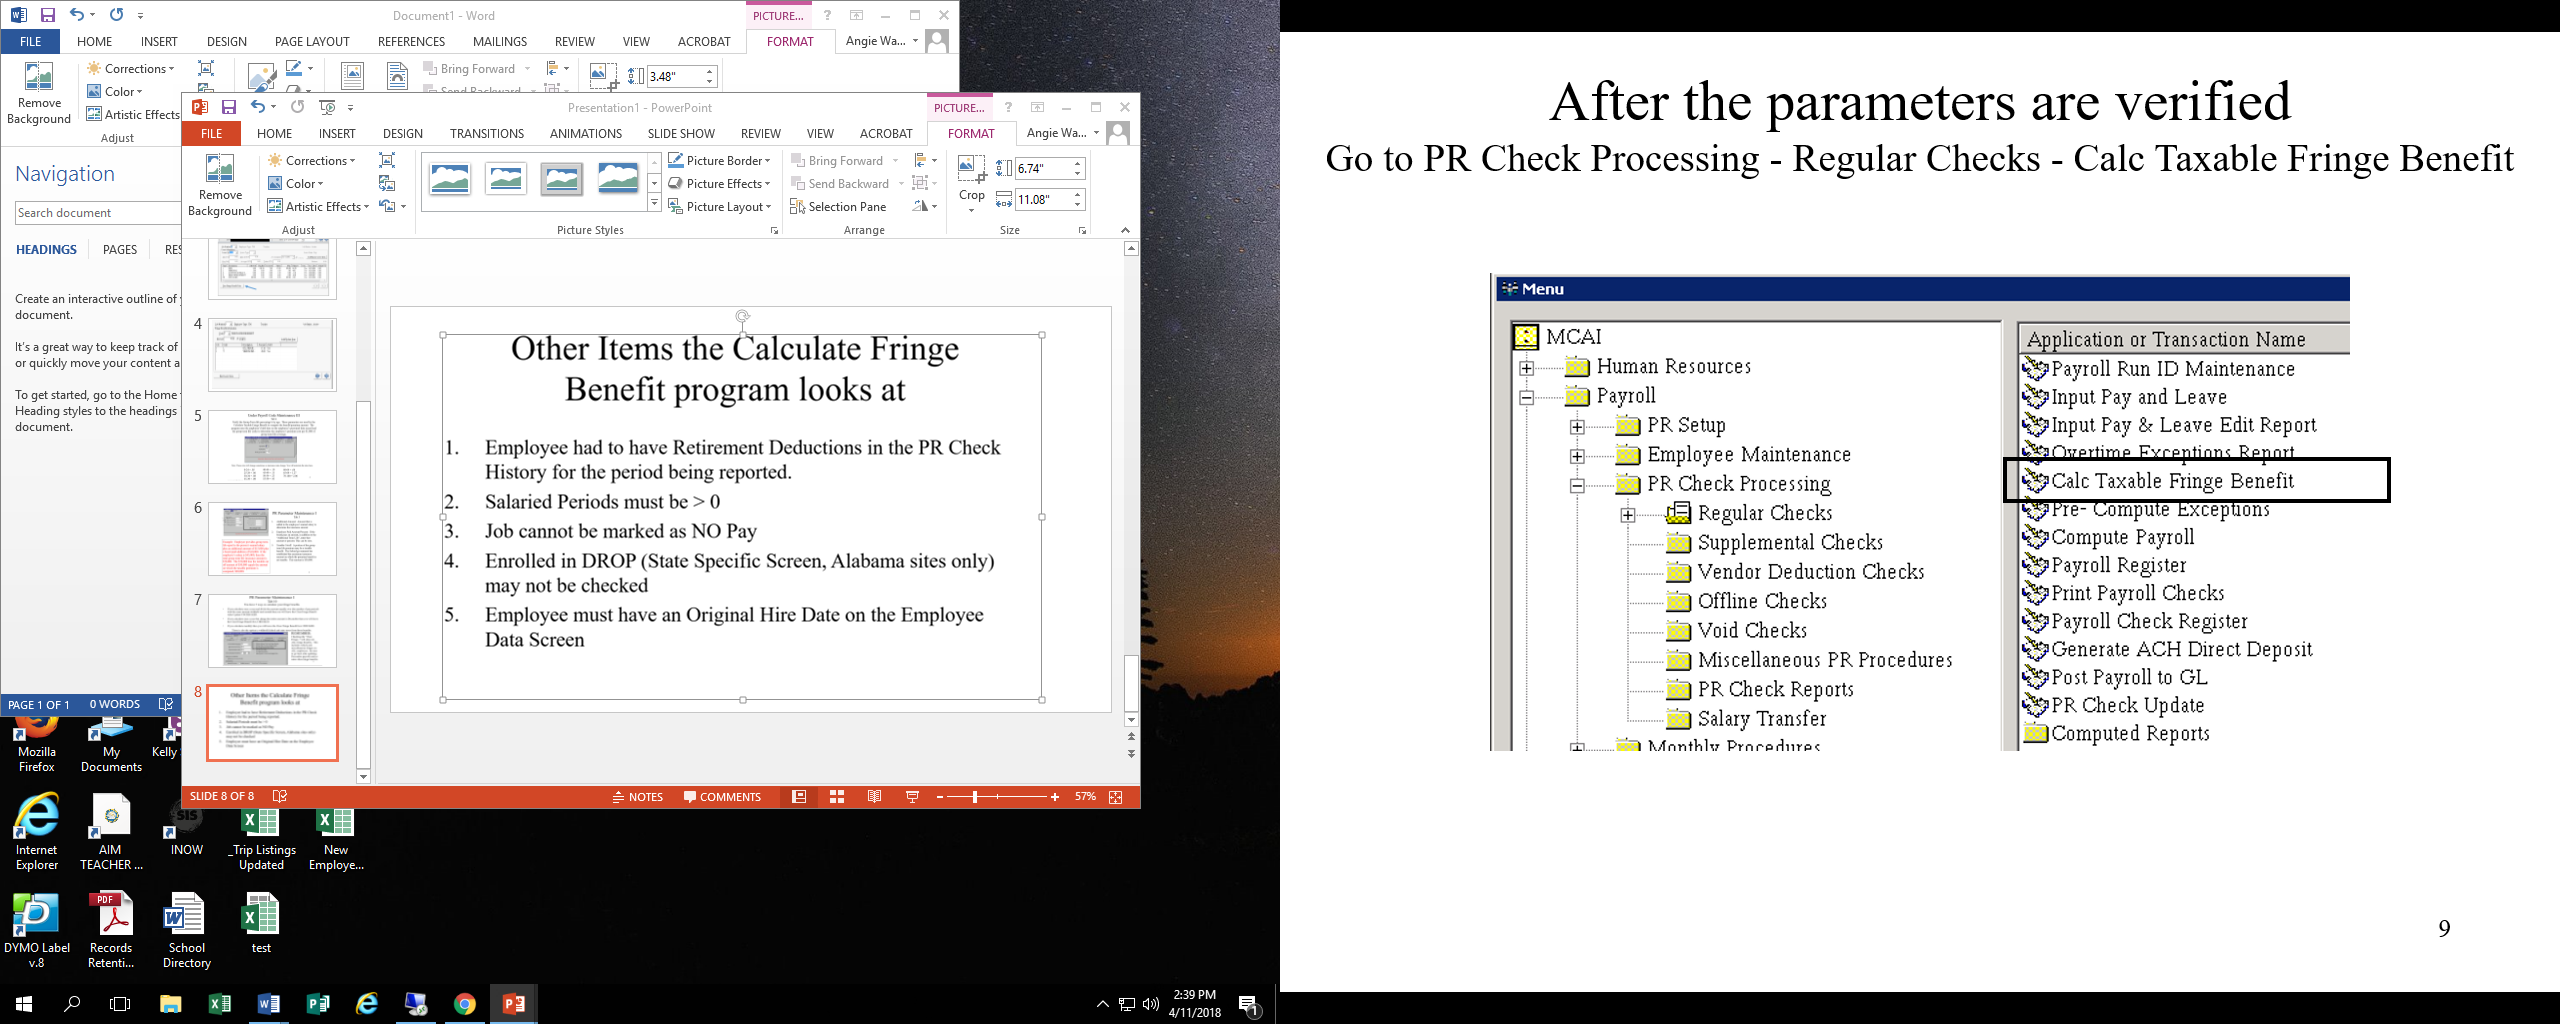 Document1 - Word
PICTURE...
FILE
HOME
INSERT
DESIGN
PAGE LAYOUT
REFERENCES
MAILINGS
REVIEW
VIEW
ACROBAT
FORMAT
Angie Wa...
Remove
Background
Corrections
Color
Artistic Effects
Adjust
Bring Forward
Send Backward
3.48"
Navigation
Search document
HEADINGS
PAGES
Create an interactive outline of
document.
It's a great way to keep track of
or quickly move your content a
To get started, go to the Home
Heading styles to the headings
document.
PAGE 1 OF 1
0 WORDS
Presentation1 - PowerPoint
PICTURE...
FILE
HOME
INSERT
DESIGN
TRANSITIONS
ANIMATIONS
SLIDE SHOW
REVIEW
VIEW
ACROBAT
FORMAT
Angie Wa...
Remove
Background
Corrections
Color
Artistic Effects
Adjust
Picture Border
Picture Effects
Picture Layout
Picture Styles
Bring Forward
Send Backward
Selection Pane
Arrange
Crop
6.74"
11.08"
Size
4
5
6
7
8
Other Items the Calculate Fringe
Benefit program looks at
1. Employee had to have Retirement Deductions in the PR Check
History for the period being reported.
2. Salaried Periods must be > 0
3. Job cannot be marked as NO Pay
4. Enrolled in DROP (State Specific Screen, Alabama sites only)
may not be checked
5. Employee must have an Original Hire Date on the Employee
Data Screen
SLIDE 8 OF 8
NOTES
COMMENTS
57%
Mozilla
Firefox
My
Documents
Kelly
Internet
Explorer
AIM
TEACHER ...
INOW
_Trip Listings
Updated
New
Employe...
DYMO Label
v.8
PDF
Records
Retenti...
School
Directory
test
2:39 PM
4/11/2018
1
After the parameters are verified
Go to PR Check Processing - Regular Checks - Calc Taxable Fringe Benefit
Menu
MCAI
Human Resources
Payroll
PR Setup
Employee Maintenance
PR Check Processing
Regular Checks
Supplemental Checks
Vendor Deduction Checks
Offline Checks
Void Checks
Miscellaneous PR Procedures
PR Check Reports
Salary Transfer
Monthly Procedures
Application or Transaction Name
Payroll Run ID Maintenance
Input Pay and Leave
Input Pay & Leave Edit Report
Overtime Exceptions Report
Calc Taxable Fringe Benefit
Pre- Compute Exceptions
Compute Payroll
Payroll Register
Print Payroll Checks
Payroll Check Register
Generate ACH Direct Deposit
Post Payroll to GL
PR Check Update
Computed Reports
9